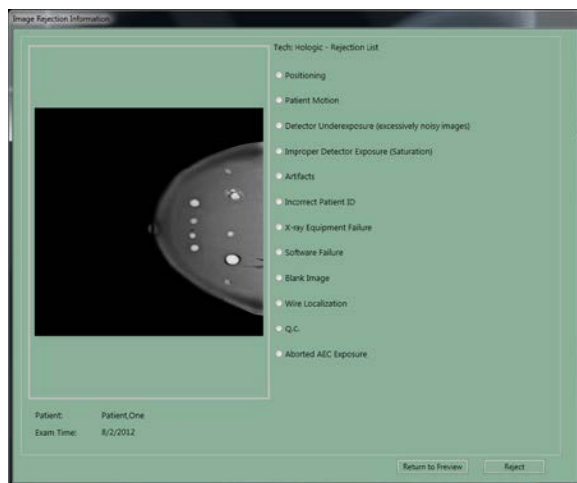 Image Rejection Information
Tech: Hologic - Rejection List
Positioning
Patient Motion
Detector Underexposure (excessively noisy images)
Improper Detector Exposure (Saturation)
Artifacts
Incorrect Patient ID
X-ray Equipment Failure
Software Failure
Blank Image
Wire Localization
Q.C.
Aborted AEC Exposure
Patient: Patient,One
Exam Time: 8/2/2012
Return to Preview Reject